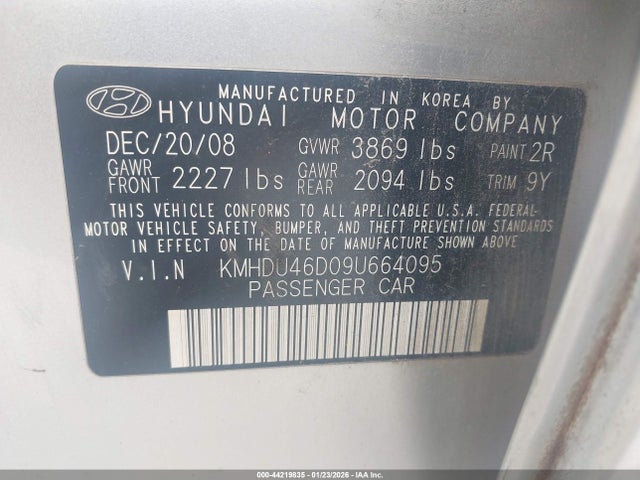 MANUFACTURED IN KOREA BY
HYUNDAI MOTOR COMPANY
DEC/20/08 GVWR 3869 lbs PAINT 2R
GAWR FRONT 2227 lbs GAWR REAR 2094 lbs TRIM 9Y
THIS VEHICLE CONFORMS TO ALL APPLICABLE U.S.A. FEDERAL-
MOTOR VEHICLE SAFETY, BUMPER, AND THEFT PREVENTION STANDARDS
IN EFFECT ON THE DATE OF MANUFACTURE SHOWN ABOVE
V.I.N KMHDU46D09U664095
PASSENGER CAR
000-44219835 - 01/23/2026 - IAA Inc.